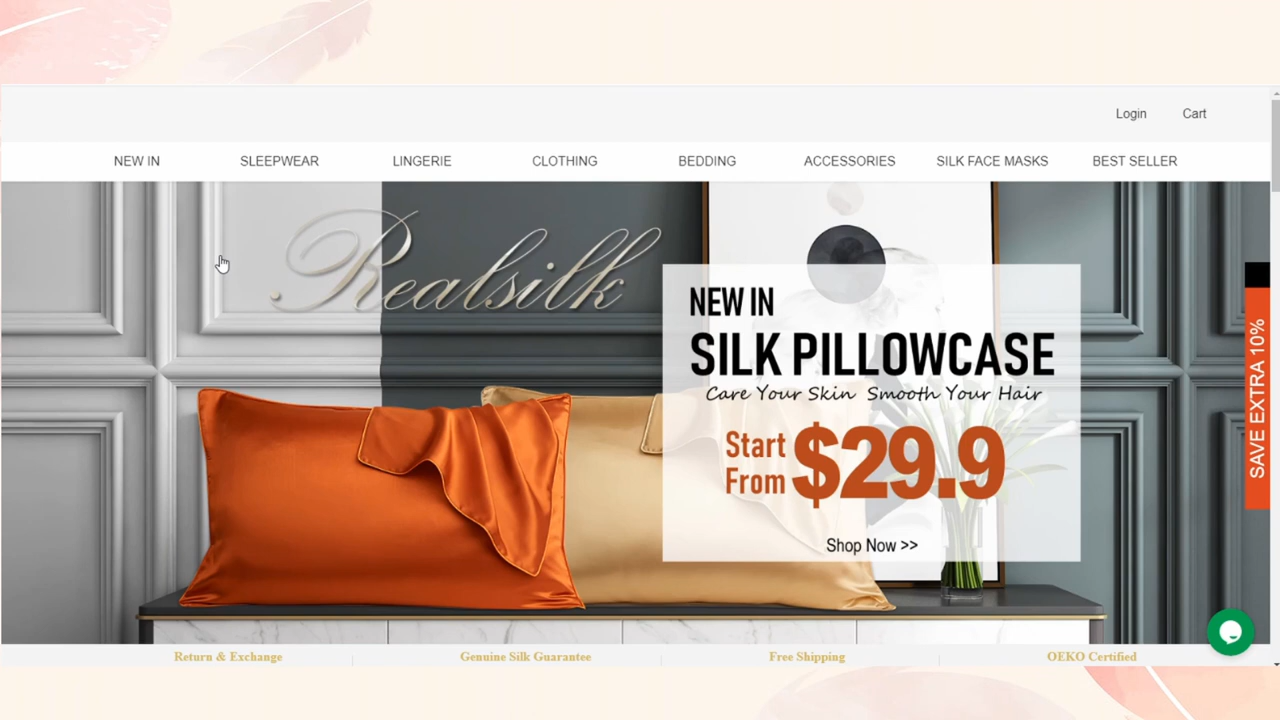 Login Cart
NEW IN SLEEPWEAR LINGERIE CLOTHING BEDDING ACCESSORIES SILK FACE MASKS BEST SELLER
Realsilk
NEW IN
SILK PILLOWCASE
Care Your Skin Smooth Your Hair
Start From $29.9
Shop Now >>
SAVE EXTRA 10%
Return & Exchange Genuine Silk Guarantee Free Shipping OEKO Certified